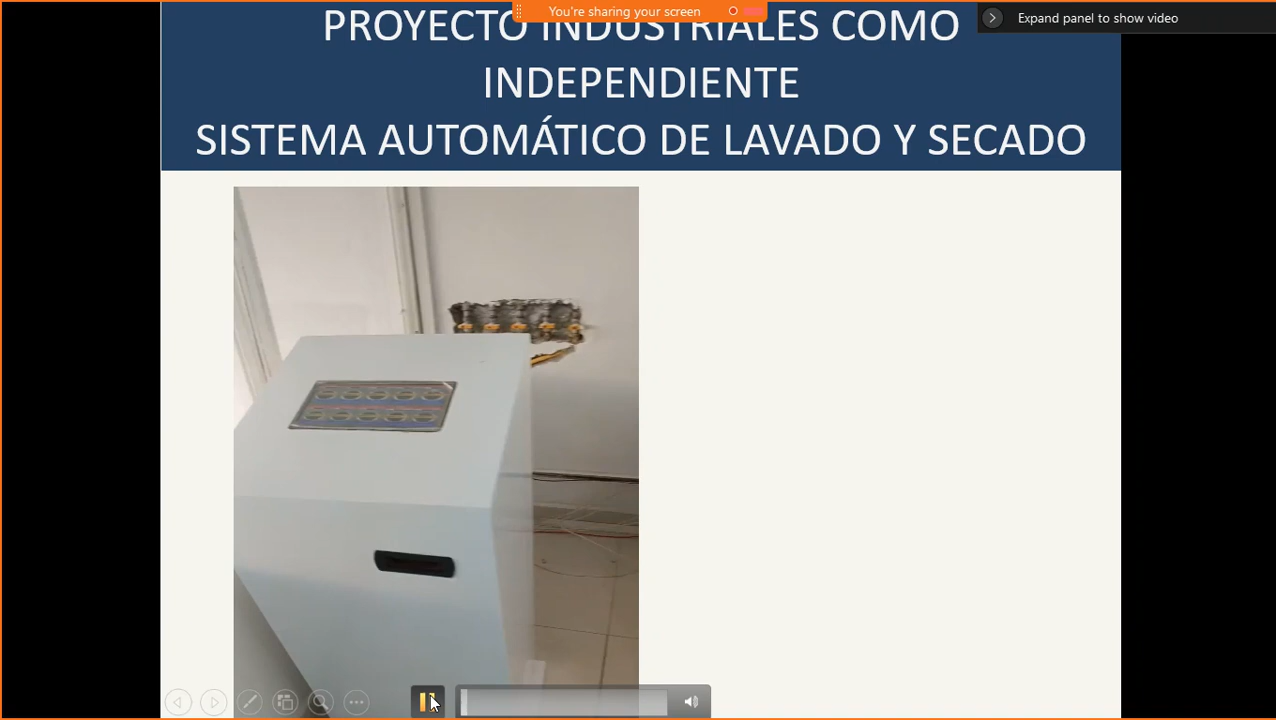 You're sharing your screen
Expand panel to show video
PROYECTO INDUSTRIALES COMO
INDEPENDIENTE
SISTEMA AUTOMÁTICO DE LAVADO Y SECADO